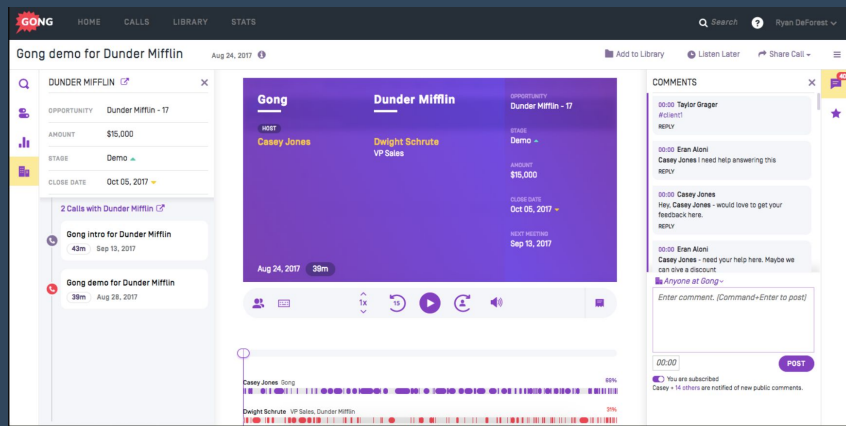 GONG HOME CALLS LIBRARY STATS Search ? Ryan DeForest
Gong demo for Dunder Mifflin Aug 24, 2017 Add to Library Listen Later Share Call
DUNDER MIFFLIN
OPPORTUNITY Dunder Mifflin - 17
AMOUNT $15,000
STAGE Demo
CLOSE DATE Oct 05, 2017
2 Calls with Dunder Mifflin
Gong intro for Dunder Mifflin
43m Sep 13, 2017
Gong demo for Dunder Mifflin
39m Aug 28, 2017
Gong
HOST
Casey Jones
Dunder Mifflin
Dwight Schrute
VP Sales
OPPORTUNITY
Dunder Mifflin - 17
STAGE
Demo
AMOUNT
$15,000
CLOSE DATE
Oct 05, 2017
NEXT MEETING
Sep 13, 2017
Aug 24, 2017 39m
1x
15
Casey Jones Gong
Dwight Schrute VP Sales, Dunder Mifflin 31%
COMMENTS
00:00 Taylor Grager
#client1
REPLY
00:00 Eran Aloni
Casey Jones I need help answering this
REPLY
00:00 Casey Jones
Hey, Casey Jones - would love to get your
feedback here.
REPLY
00:00 Eran Aloni
Casey Jones - need your help here. Maybe we
can give a discount
Anyone at Gong
Enter comment. [Command+Enter to post]
00:00 POST
You are subscribed
Casey + 14 others are notified of new public comments.